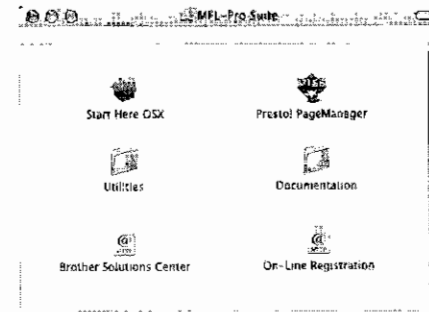 MFL-Pro Suite
Start Here OSX
Presto! PageManager
Utilities
Documentation
Brother Solutions Center
On-Line Registration